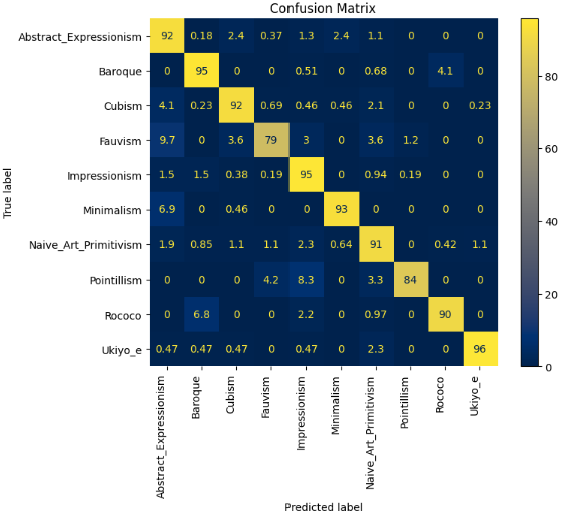 Confusion Matrix
Abstract_Expressionism 92 0.18 2.4 0.37 1.3 2.4 1.1 0 0 0
Baroque 0 95 0 0 0.51 0 0.68 0 4.1 0
Cubism 4.1 0.23 92 0.69 0.46 0.46 2.1 0 0 0.23
Fauvism 9.7 0 3.6 79 3 0 3.6 1.2 0 0
Impressionism 1.5 1.5 0.38 0.19 95 0 0.94 0.19 0 0
Minimalism 6.9 0 0.46 0 0 93 0 0 0 0
Naive_Art_Primitivism 1.9 0.85 1.1 1.1 2.3 0.64 91 0 0.42 1.1
Pointillism 0 0 0 4.2 8.3 0 3.3 84 0 0
Rococo 0 6.8 0 0 2.2 0 0.97 0 90 0
Ukiyo_e 0.47 0.47 0.47 0 0.47 0 2.3 0 0 96
True label
Abstract_Expressionism
Baroque
Cubism
Fauvism
Impressionism
Minimalism
Naive_Art_Primitivism
Pointillism
Rococo
Ukiyo_e
Predicted label
80
60
40
20
0